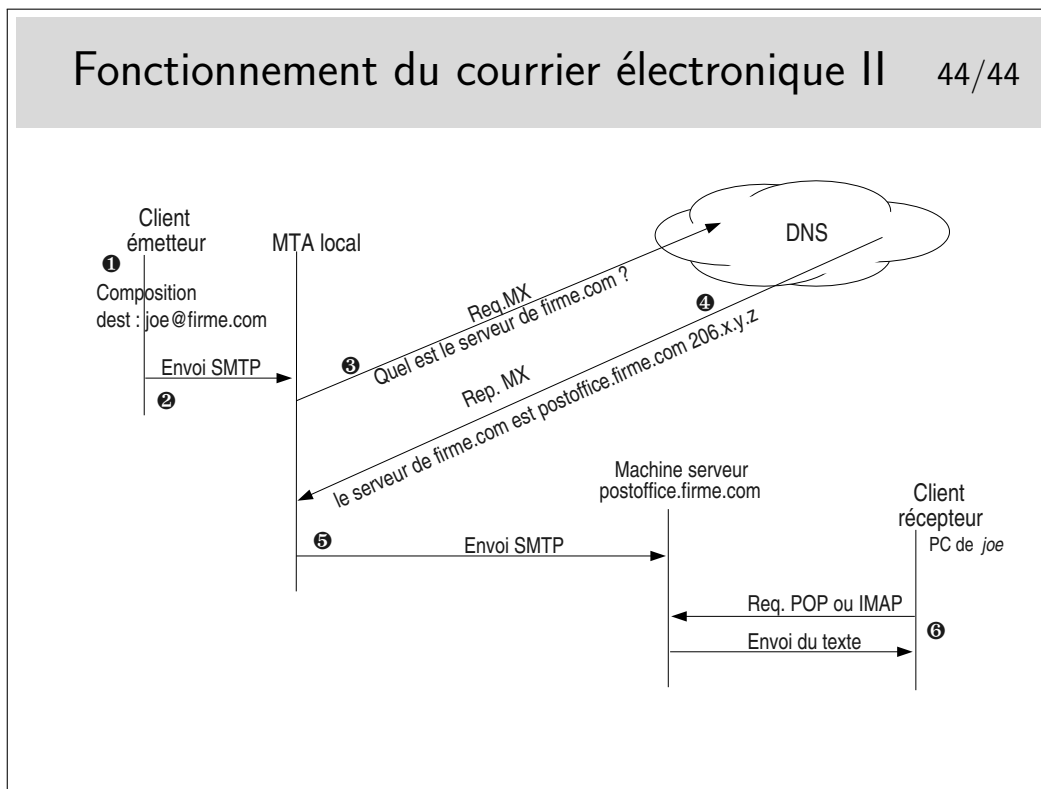 Fonctionnement du courrier électronique II 44/44
Client
émetteur
MTA local
DNS
❶
Composition
dest : joe@firme.com
Envoi SMTP
❷
❸
Req.MX
Quel est le serveur de firme.com ?
❹
Rep. MX
le serveur de firme.com est postoffice.firme.com 206.x.y.z
Machine serveur
postoffice.firme.com
Client
récepteur
PC de joe
❺
Envoi SMTP
Req. POP ou IMAP
❻
Envoi du texte